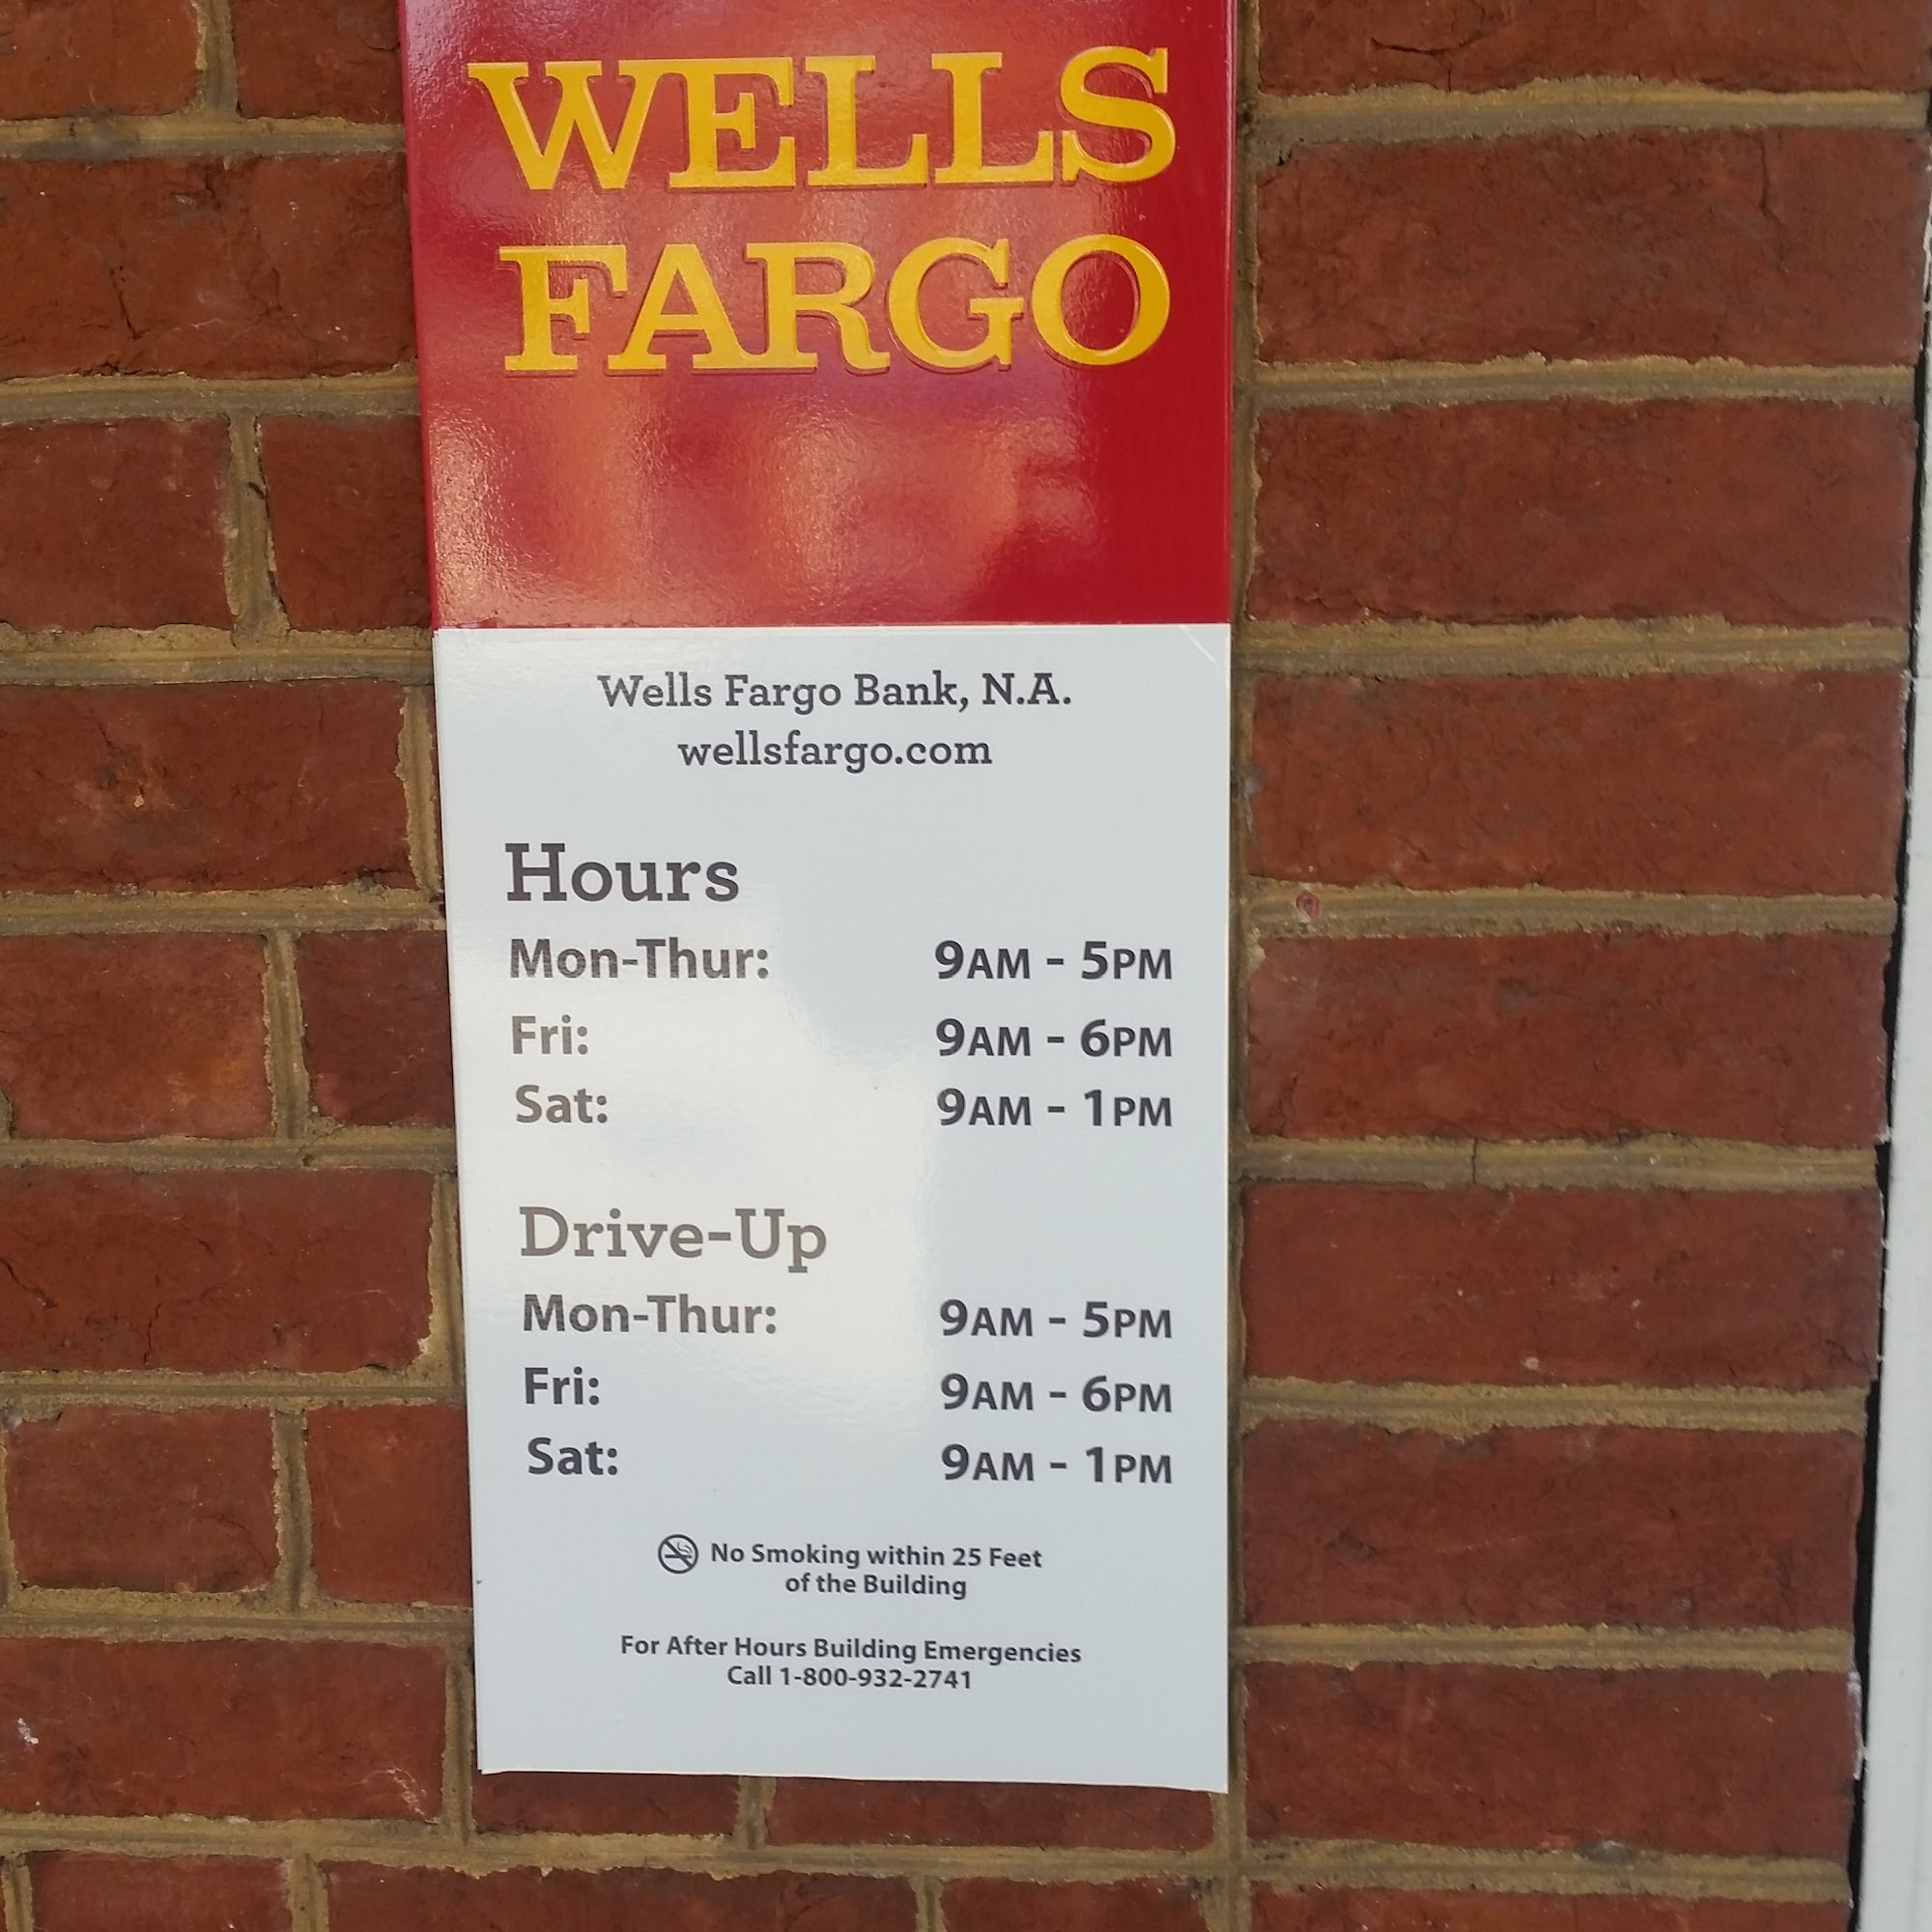 WELLS
FARGO
Wells Fargo Bank, N.A.
wellsfargo.com
Hours
Mon-Thur: 9AM - 5PM
Fri: 9AM - 6PM
Sat: 9AM - 1PM
Drive-Up
Mon-Thur: 9AM - 5PM
Fri: 9AM - 6PM
Sat: 9AM - 1PM
No Smoking within 25 Feet
of the Building
For After Hours Building Emergencies
Call 1-800-932-2741